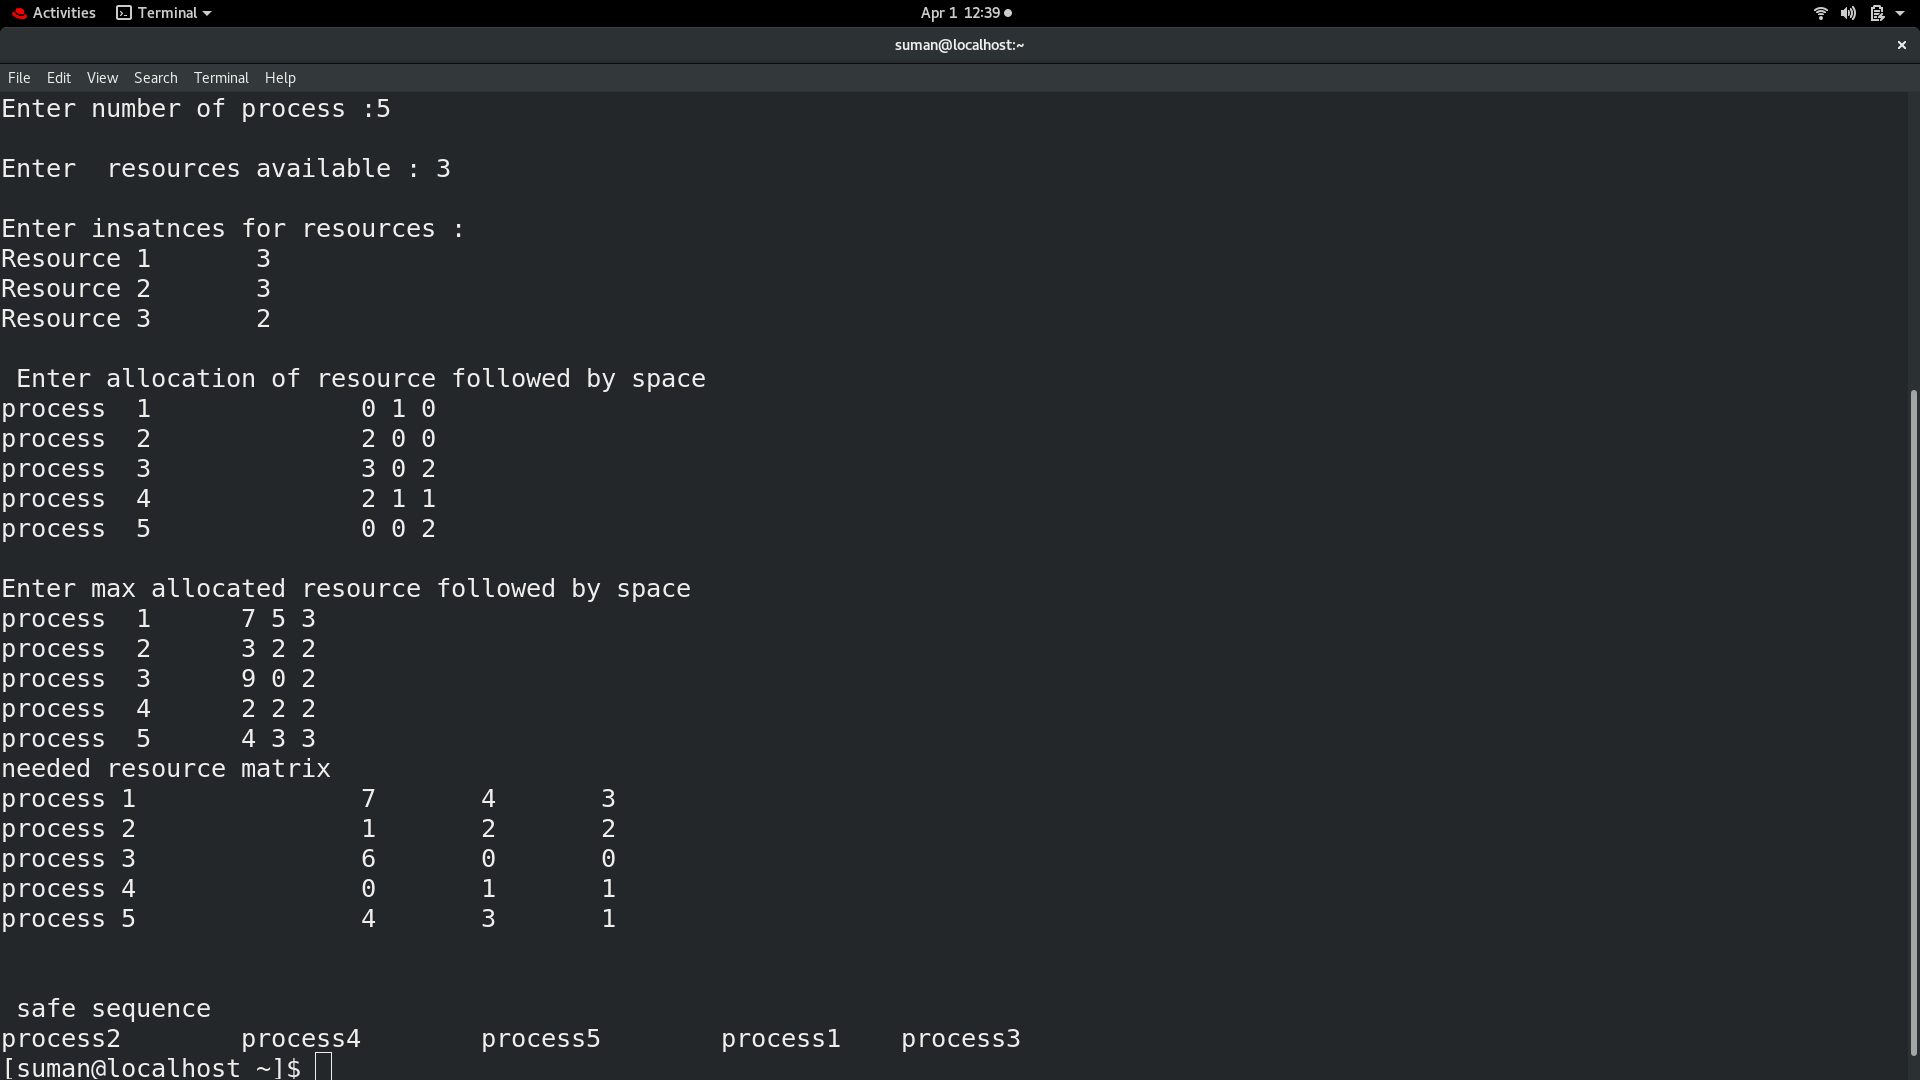 Activities Terminal Apr 1 12:39
suman@localhost:~ ×
File Edit View Search Terminal Help
Enter number of process :5
Enter  resources available : 3
Enter insatnces for resources :
Resource 1       3
Resource 2       3
Resource 3       2
 Enter allocation of resource followed by space
process  1              0 1 0
process  2              2 0 0
process  3              3 0 2
process  4              2 1 1
process  5              0 0 2
Enter max allocated resource followed by space
process  1      7 5 3
process  2      3 2 2
process  3      9 0 2
process  4      2 2 2
process  5      4 3 3
needed resource matrix
process 1               7       4       3
process 2               1       2       2
process 3               6       0       0
process 4               0       1       1
process 5               4       3       1
 safe sequence
process2        process4        process5        process1    process3
[suman@localhost ~]$